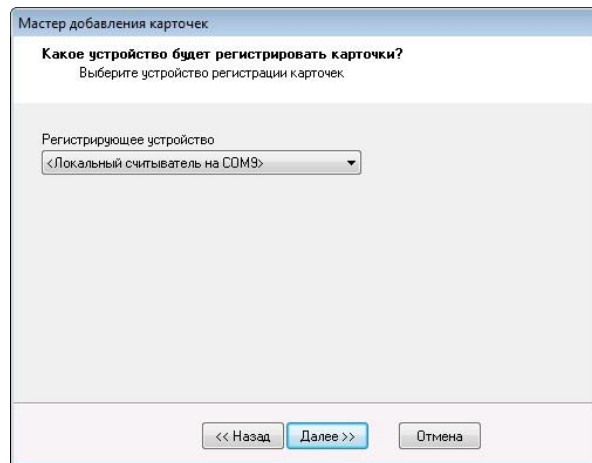 Мастер добавления карточек
Какое устройство будет регистрировать карточки?
Выберите устройство регистрации карточек
Регистрирующее устройство
<Локальный считыватель на COM9>
<< Назад
Далее >>
Отмена